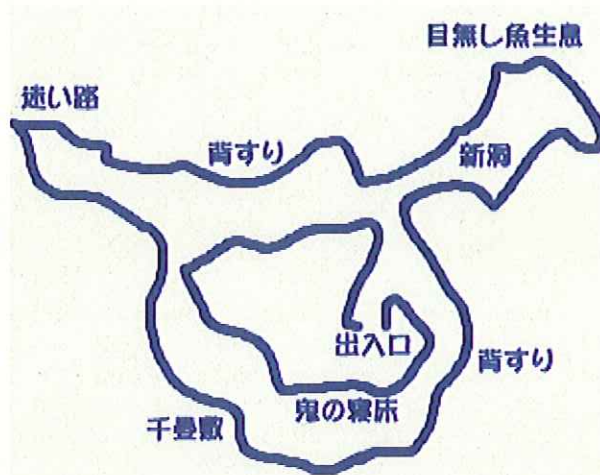 目無し魚生息
迷い路
背すり
新洞
出入口
背すり
鬼の寝床
千畳敷